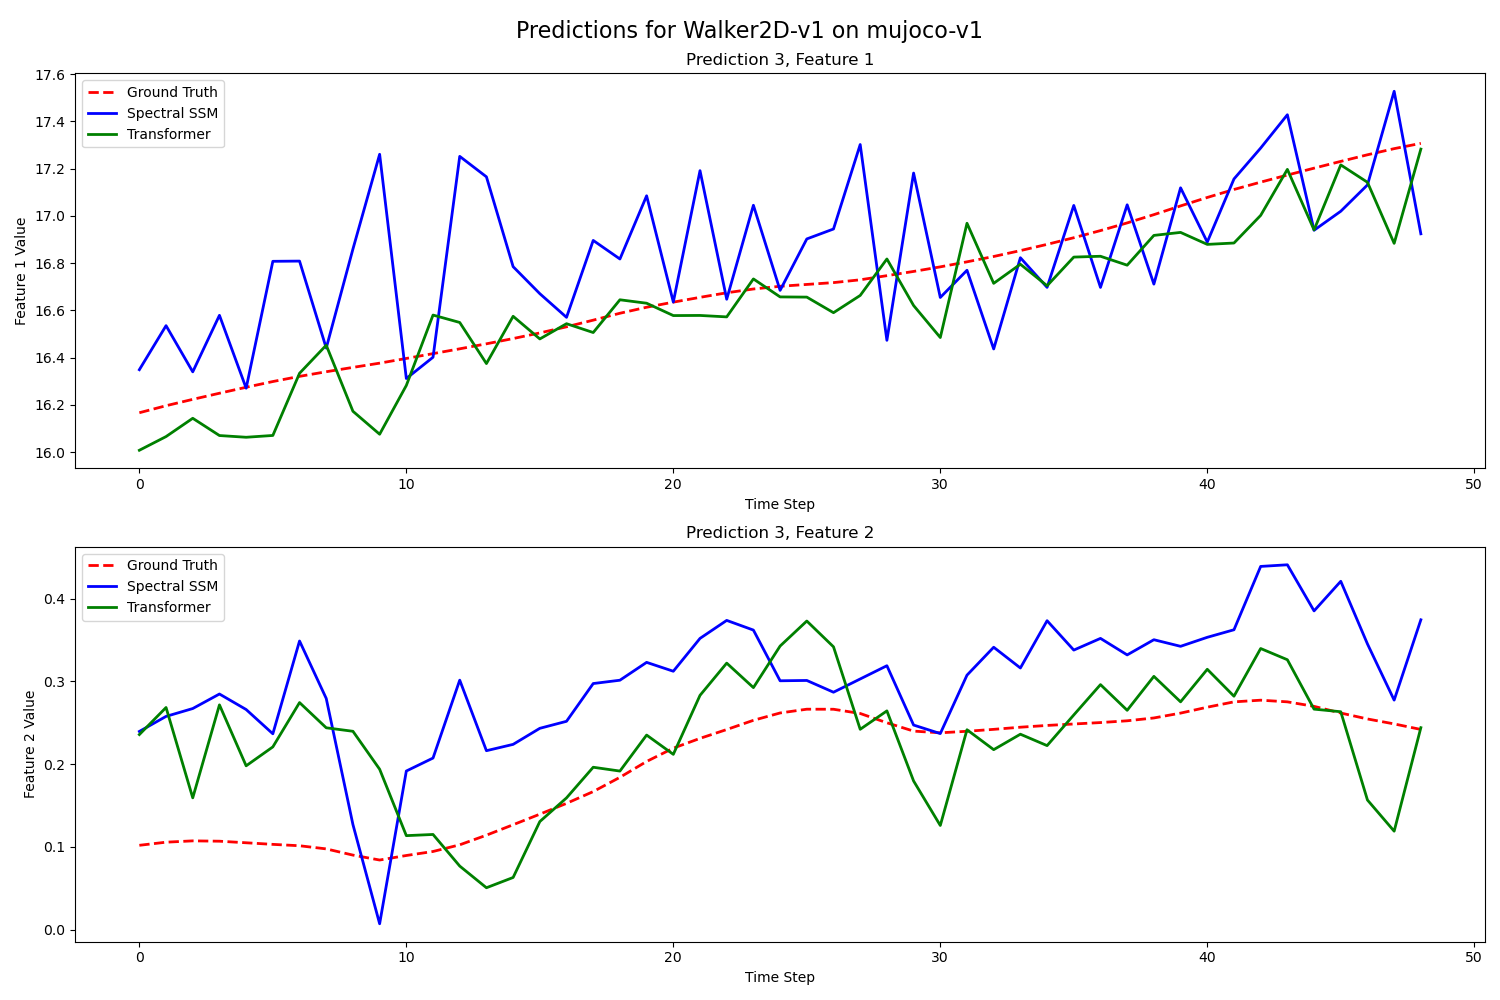 Predictions for Walker2D-v1 on mujoco-v1
Prediction 3, Feature 1
17.6
17.4
17.2
17.0
16.8
16.6
16.4
16.2
16.0
Feature 1 Value
Ground Truth
Spectral SSM
Transformer
0 10 20 30 40 50
Time Step
Prediction 3, Feature 2
0.4
0.3
0.2
0.1
0.0
Feature 2 Value
Ground Truth
Spectral SSM
Transformer
0 10 20 30 40 50
Time Step